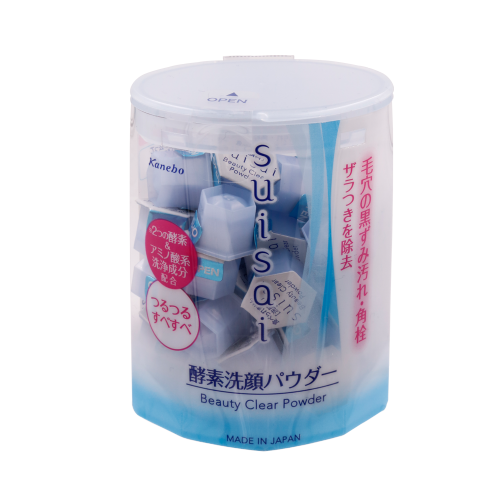 OPEN
Kanebo
suisai
Beauty Clear
Powder
*2つの酵素
&
アミノ酸系
洗浄成分
配合
つるつる
すべすべ
毛穴の黒ずみ汚れ・角栓
ザラつきを除去
酵素洗顔パウダー
Beauty Clear Powder
MADE IN JAPAN